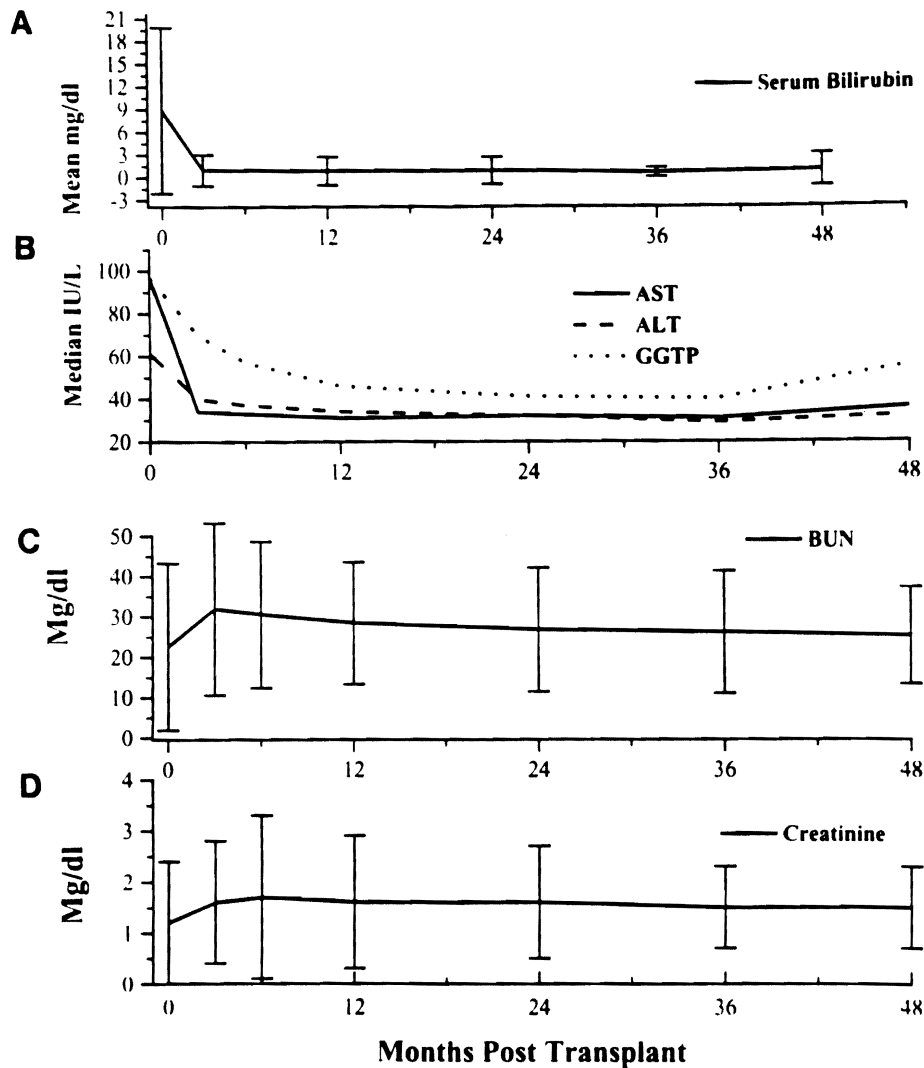 A
Mean mg/dl
21
18
15
12
9
6
3
0
-3
Serum Bilirubin
0 12 24 36 48
B
Median IU/L
100
80
60
40
20
AST
ALT
GGTP
0 12 24 36 48
C
Mg/dl
50
40
30
20
10
0
BUN
0 12 24 36 48
D
Mg/dl
4
3
2
1
0
Creatinine
0 12 24 36 48
Months Post Transplant